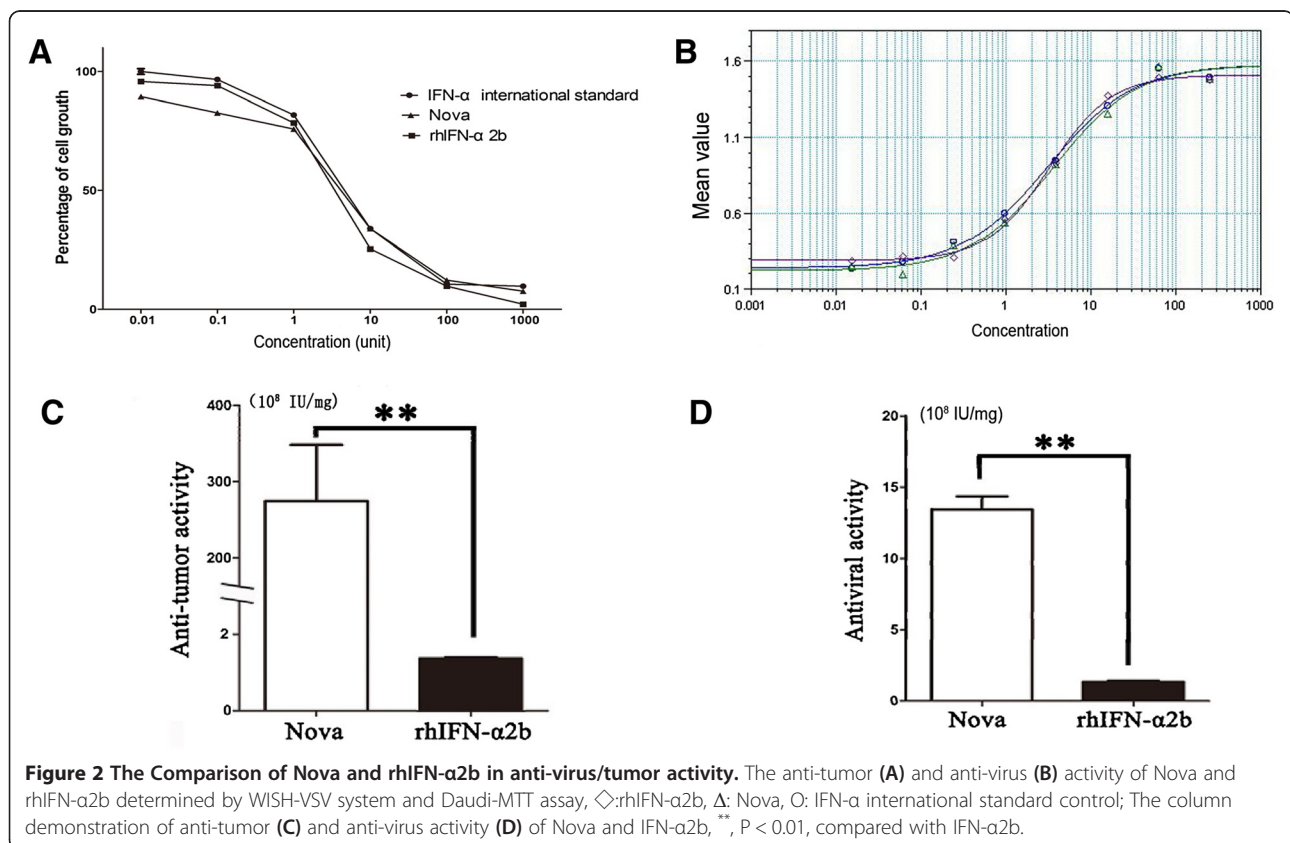 A
100
50
0
Percentage of cell grouth
0.01 0.1 1 10 100 1000
Concentration (unit)
IFN-α international standard
Nova
rhIFN-α 2b
B
1.6
1.1
0.6
0.1
Mean value
0.001 0.01 0.1 1 10 100 1000
Concentration
C
(10⁸ IU/mg)
400
300
200
2
0
Anti-tumor activity
**
Nova rhIFN-α2b
D
(10⁸ IU/mg)
20
15
10
5
0
Antiviral activity
**
Nova rhIFN-α2b
Figure 2 The Comparison of Nova and rhIFN-α2b in anti-virus/tumor activity. The anti-tumor (A) and anti-virus (B) activity of Nova and
rhIFN-α2b determined by WISH-VSV system and Daudi-MTT assay, ◇:rhIFN-α2b, Δ: Nova, O: IFN-α international standard control; The column
demonstration of anti-tumor (C) and anti-virus activity (D) of Nova and IFN-α2b, **, P < 0.01, compared with IFN-α2b.